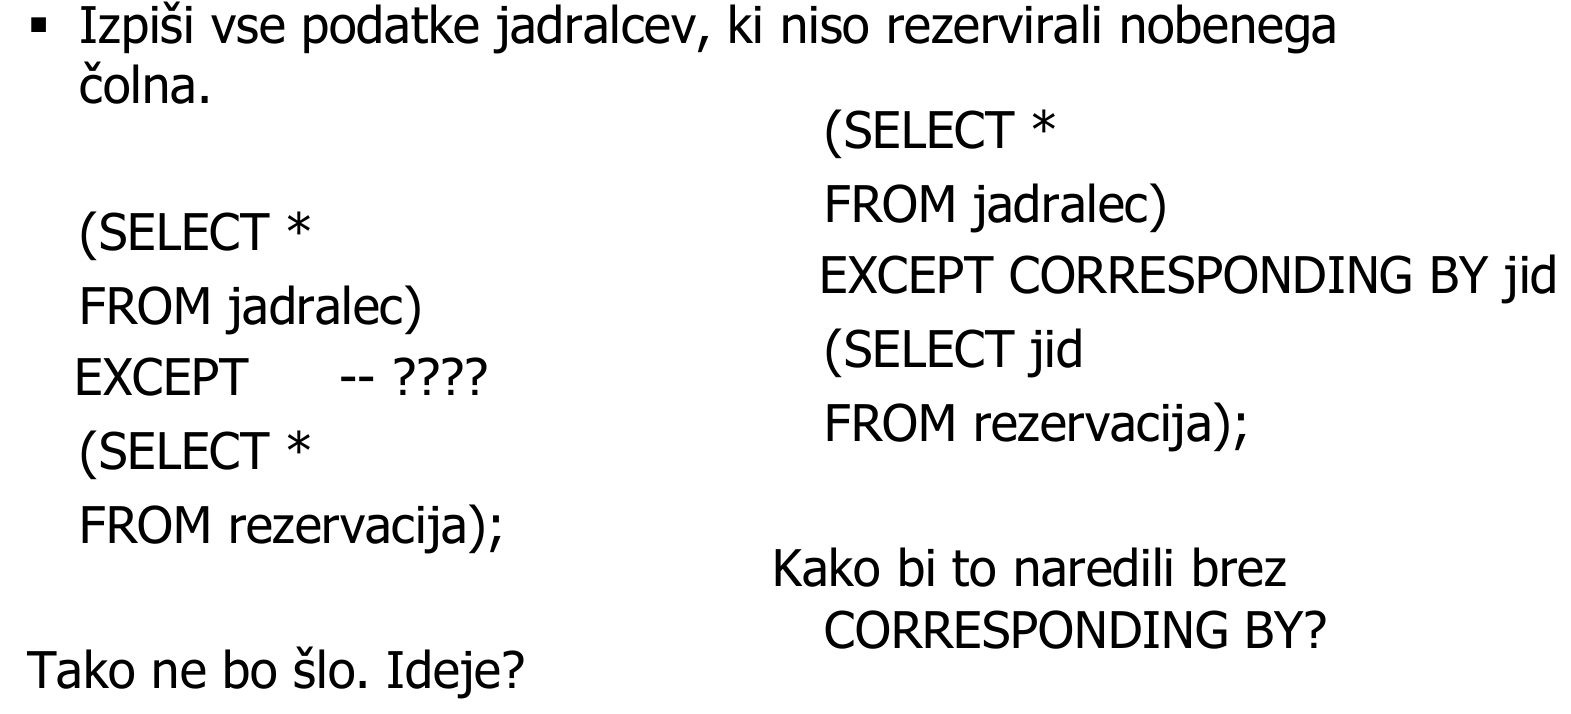 ▪ Izpiši vse podatke jadralcev, ki niso rezervirali nobenega
čolna.
(SELECT *
FROM jadralec)
EXCEPT -- ????
(SELECT *
FROM rezervacija);
Tako ne bo šlo. Ideje?
(SELECT *
FROM jadralec)
EXCEPT CORRESPONDING BY jid
(SELECT jid
FROM rezervacija);
Kako bi to naredili brez
CORRESPONDING BY?